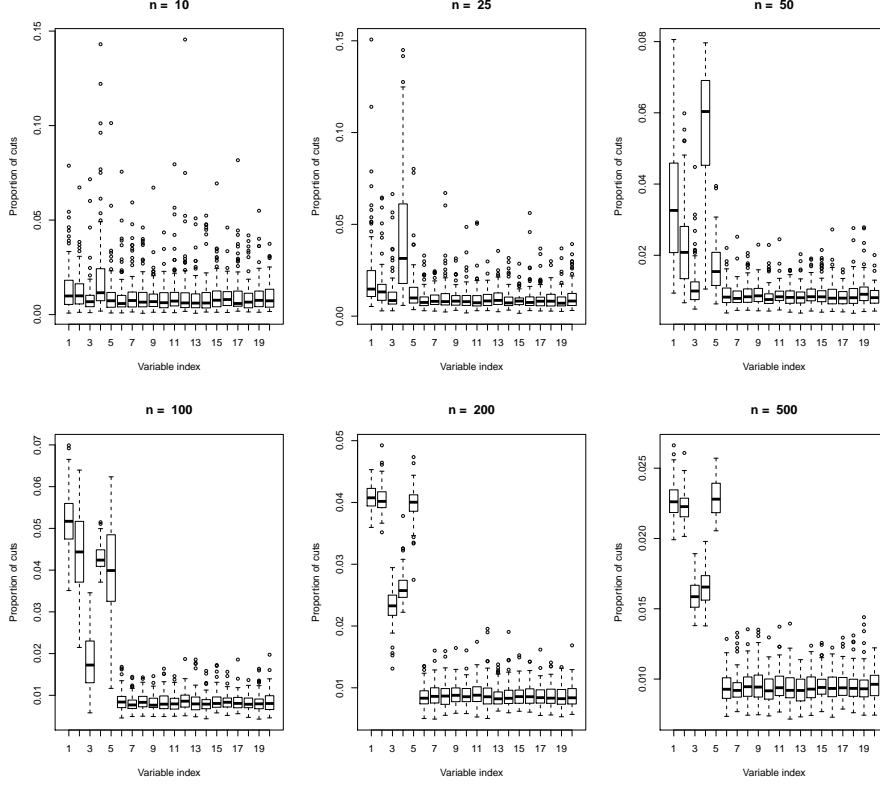 n = 10
0.00 0.05 0.10 0.15
Proportion of cuts
1 3 5 7 9 11 13 15 17 19
Variable index
n = 25
0.00 0.05 0.10 0.15
Proportion of cuts
1 3 5 7 9 11 13 15 17 19
Variable index
n = 50
0.02 0.04 0.06 0.08
Proportion of cuts
1 3 5 7 9 11 13 15 17 19
Variable index
n = 100
0.01 0.02 0.03 0.04 0.05 0.06 0.07
Proportion of cuts
1 3 5 7 9 11 13 15 17 19
Variable index
n = 200
0.01 0.02 0.03 0.04 0.05
Proportion of cuts
1 3 5 7 9 11 13 15 17 19
Variable index
n = 500
0.010 0.015 0.020 0.025
Proportion of cuts
1 3 5 7 9 11 13 15 17 19
Variable index